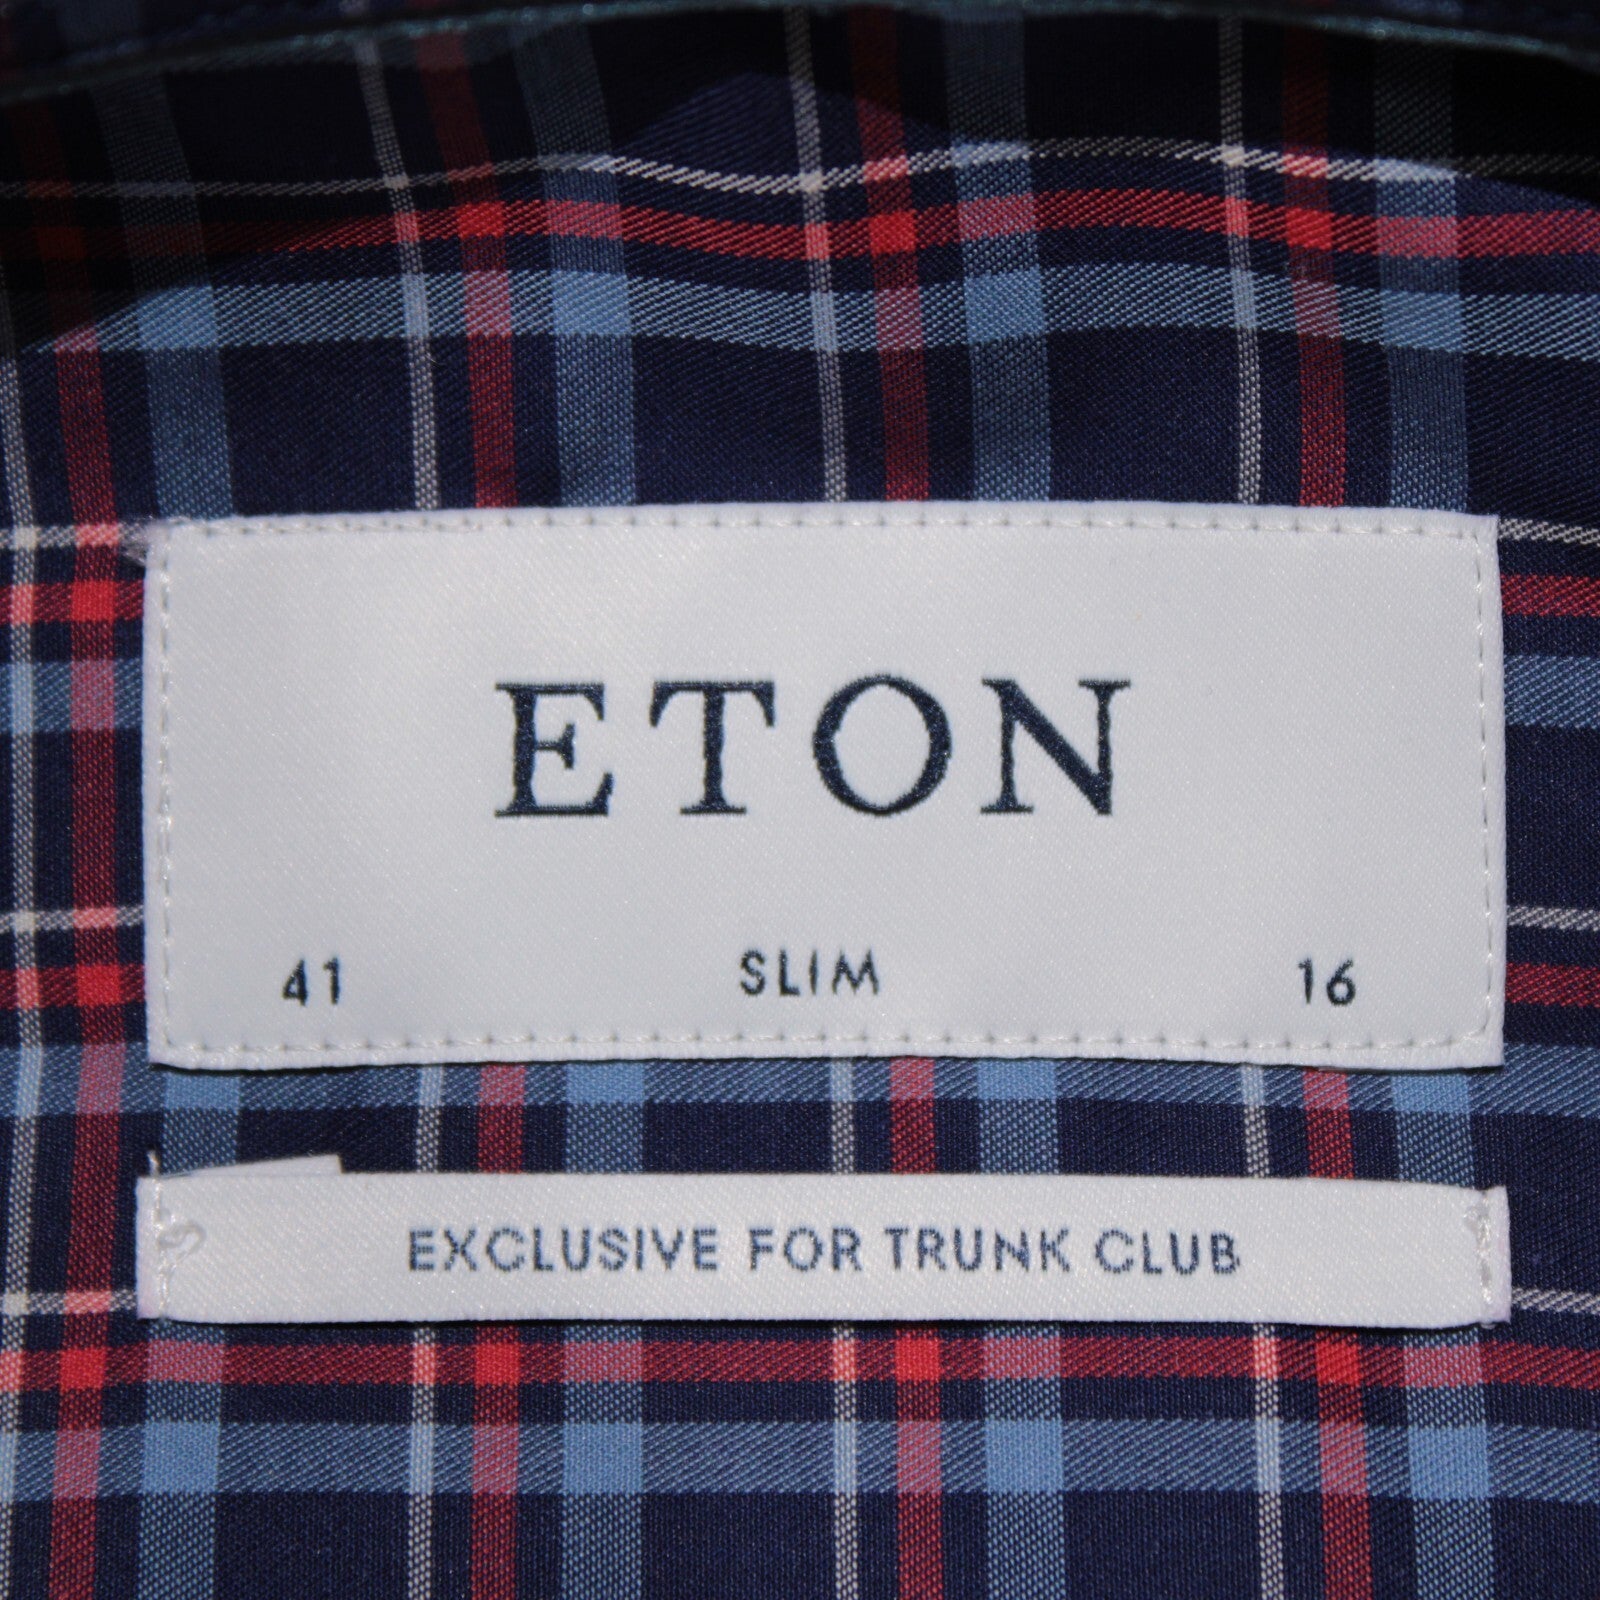 ETON
41 SLIM 16
EXCLUSIVE FOR TRUNK CLUB